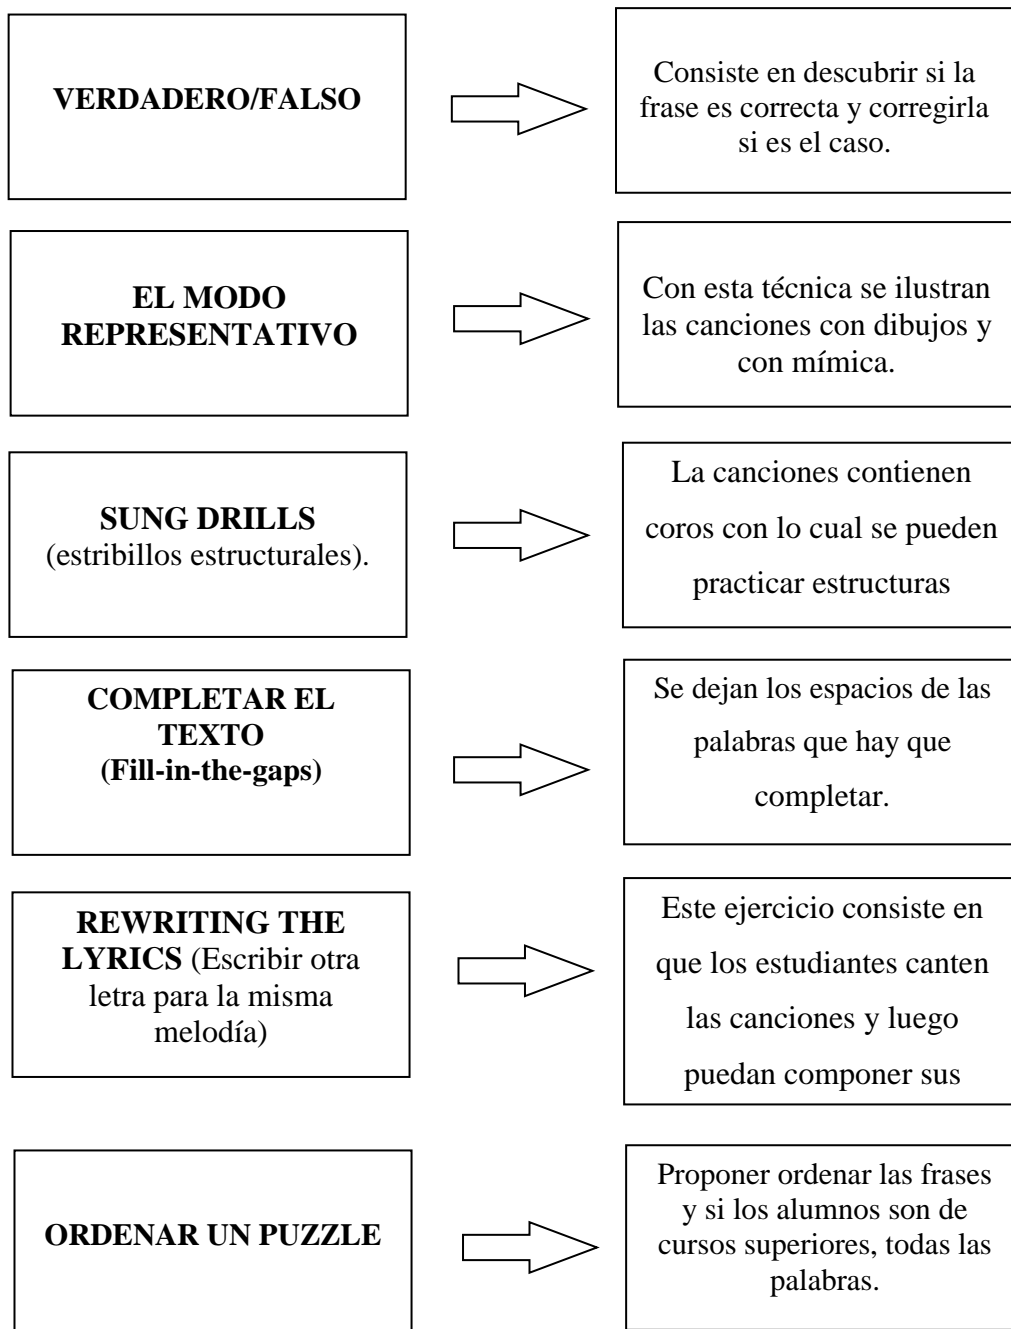 VERDADERO/FALSO
Consiste en descubrir si la
frase es correcta y corregirla
si es el caso.
EL MODO
REPRESENTATIVO
Con esta técnica se ilustran
las canciones con dibujos y
con mímica.
SUNG DRILLS
(estribillos estructurales).
La canciones contienen
coros con lo cual se pueden
practicar estructuras
COMPLETAR EL
TEXTO
(Fill-in-the-gaps)
Se dejan los espacios de las
palabras que hay que
completar.
REWRITING THE
LYRICS (Escribir otra
letra para la misma
melodía)
Este ejercicio consiste en
que los estudiantes canten
las canciones y luego
puedan componer sus
ORDENAR UN PUZZLE
Proponer ordenar las frases
y si los alumnos son de
cursos superiores, todas las
palabras.